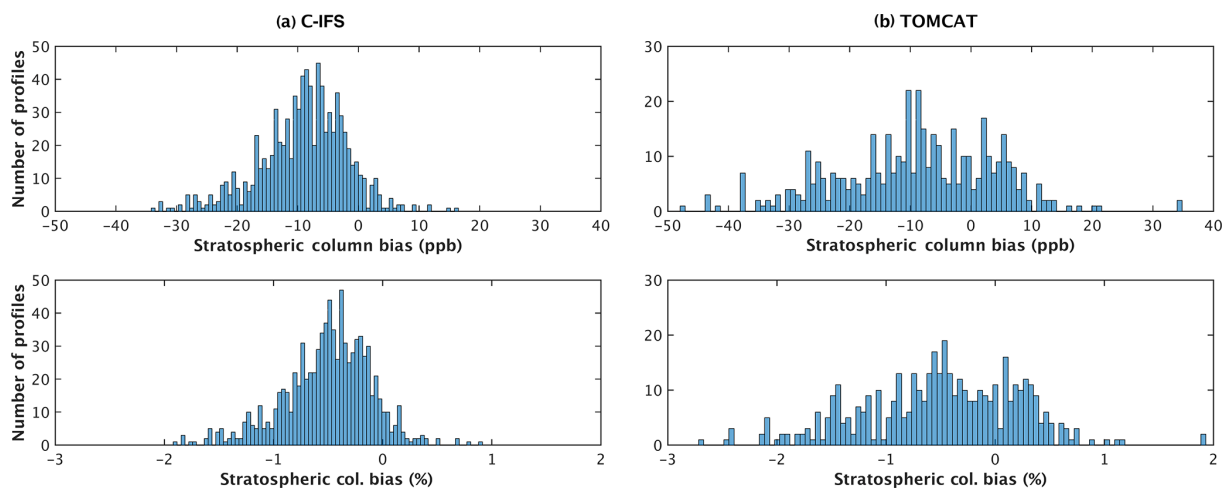 (a) C-IFS
(b) TOMCAT
Number of profiles
50
40
30
20
10
0
−50 −40 −30 −20 −10 0 10 20 30 40
Stratospheric column bias (ppb)
30
20
10
0
−50 −40 −30 −20 −10 0 10 20 30 40
Stratospheric column bias (ppb)
Number of profiles
50
40
30
20
10
0
−3 −2 −1 0 1 2
Stratospheric col. bias (%)
30
20
10
0
−3 −2 −1 0 1 2
Stratospheric col. bias (%)